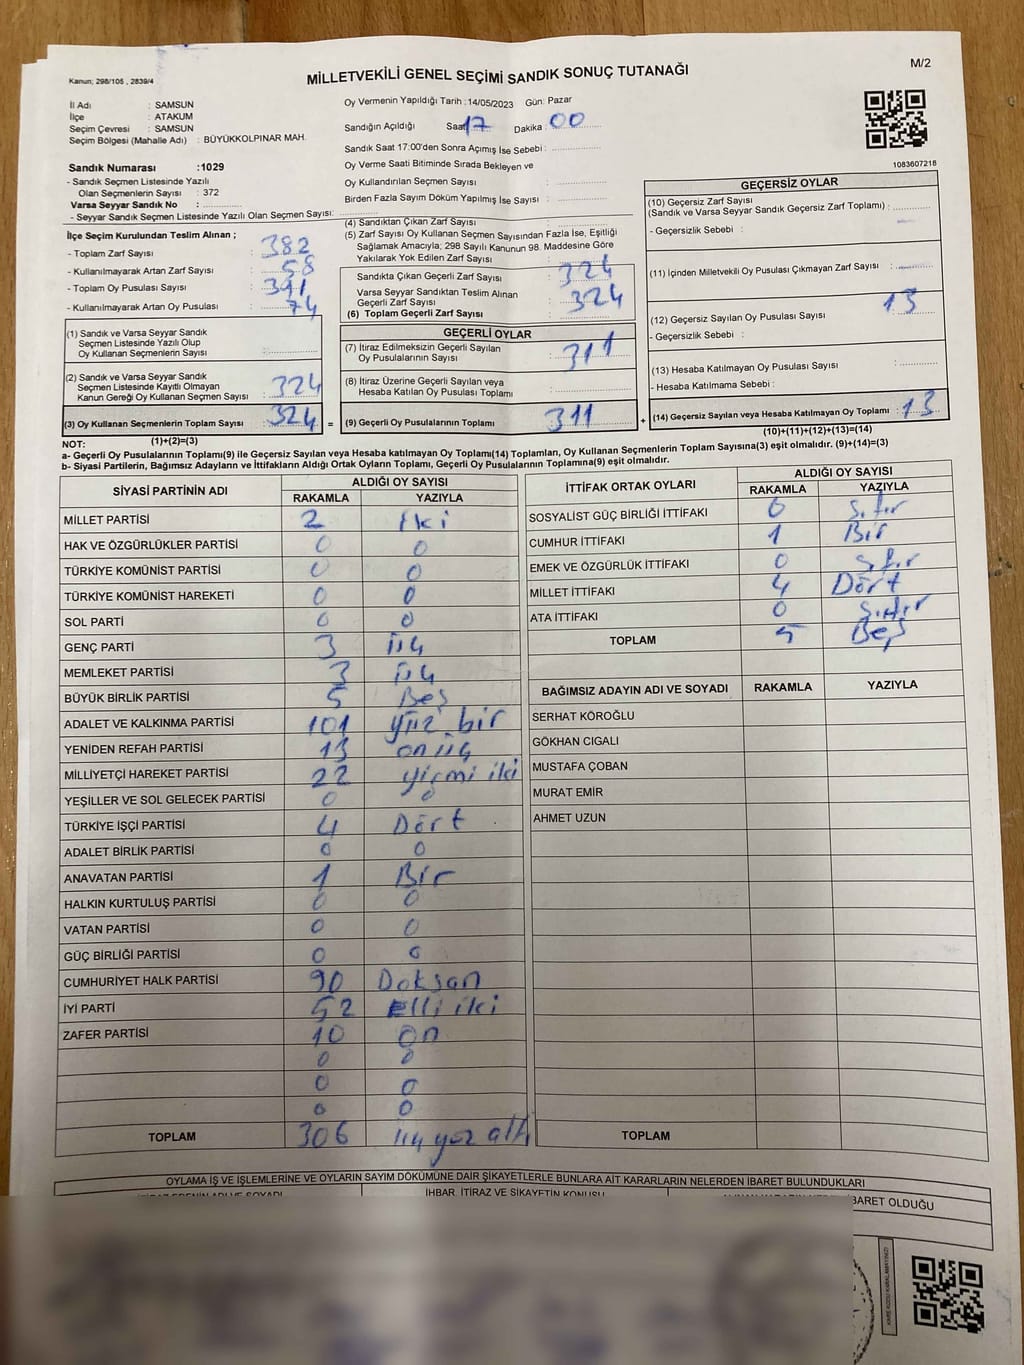 Kanun; 298/105 , 2839/4
MİLLETVEKİLİ GENEL SEÇİMİ SANDIK SONUÇ TUTANAĞI
M/2
İl Adı : SAMSUN
İlçe : ATAKUM
Seçim Çevresi : SAMSUN
Seçim Bölgesi (Mahalle Adı) : BÜYÜKKOLPINAR MAH.
Sandık Numarası :1029
- Sandık Seçmen Listesinde Yazılı
Olan Seçmenlerin Sayısı : 372
Varsa Seyyar Sandık No :
- Seyyar Sandık Seçmen Listesinde Yazılı Olan Seçmen Sayısı:
Oy Vermenin Yapıldığı Tarih :14/05/2023 Gün: Pazar
Sandığın Açıldığı Saat 17 Dakika : 00
Sandık Saat 17:00'den Sonra Açımış İse Sebebi :
Oy Verme Saati Bitiminde Sırada Bekleyen ve
Oy Kullandırılan Seçmen Sayısı :
Birden Fazla Sayım Döküm Yapılmış İse Sayısı :
1083607218
İlçe Seçim Kurulundan Teslim Alınan ;
- Toplam Zarf Sayısı : 382
- Kullanılmayarak Artan Zarf Sayısı : 58
- Toplam Oy Pusulası Sayısı : 391
- Kullanılmayarak Artan Oy Pusulası : 74
(1) Sandık ve Varsa Seyyar Sandık
Seçmen Listesinde Yazılı Olup
Oy Kullanan Seçmenlerin Sayısı :
(2) Sandık ve Varsa Seyyar Sandık
Seçmen Listesinde Kayıtlı Olmayan
Kanun Gereği Oy Kullanan Seçmen Sayısı : 324
(3) Oy Kullanan Seçmenlerin Toplam Sayısı : 324 =
(1)+(2)=(3)
(4) Sandıktan Çıkan Zarf Sayısı :
(5) Zarf Sayısı Oy Kullanan Seçmen Sayısından Fazla İse, Eşitliği
Sağlamak Amacıyla; 298 Sayılı Kanunun 98. Maddesine Göre
Yakılarak Yok Edilen Zarf Sayısı :
Sandıkta Çıkan Geçerli Zarf Sayısı : 324
Varsa Seyyar Sandıktan Teslim Alınan
Geçerli Zarf Sayısı : 324
(6) Toplam Geçerli Zarf Sayısı :
GEÇERLİ OYLAR
(7) İtiraz Edilmeksizin Geçerli Sayılan
Oy Pusulalarının Sayısı : 311
(8) İtiraz Üzerine Geçerli Sayılan veya
Hesaba Katılan Oy Pusulası Toplamı :
(9) Geçerli Oy Pusulalarının Toplamı : 311 +
GEÇERSİZ OYLAR
(10) Geçersiz Zarf Sayısı
(Sandık ve Varsa Seyyar Sandık Geçersiz Zarf Toplamı) :
- Geçersizlik Sebebi :
(11) İçinden Milletvekili Oy Pusulası Çıkmayan Zarf Sayısı :
(12) Geçersiz Sayılan Oy Pusulası Sayısı : 13
- Geçersizlik Sebebi :
(13) Hesaba Katılmayan Oy Pusulası Sayısı :
- Hesaba Katılmama Sebebi :
(14) Geçersiz Sayılan veya Hesaba Katılmayan Oy Toplamı : 13
(10)+(11)+(12)+(13)=(14)
NOT:
a- Geçerli Oy Pusulalarının Toplamı(9) ile Geçersiz Sayılan veya Hesaba katılmayan Oy Toplamı(14) Toplamları, Oy Kullanan Seçmenlerin Toplam Sayısına(3) eşit olmalıdır. (9)+(14)=(3)
b- Siyasi Partilerin, Bağımsız Adayların ve İttifakların Aldığı Ortak Oyların Toplamı, Geçerli Oy Pusulalarının Toplamına(9) eşit olmalıdır.
SİYASİ PARTİNİN ADI ALDIĞI OY SAYISI
RAKAMLA YAZIYLA
MİLLET PARTİSİ 2 iki
HAK VE ÖZGÜRLÜKLER PARTİSİ 0 0
TÜRKİYE KOMÜNİST PARTİSİ 0 0
TÜRKİYE KOMÜNİST HAREKETİ 0 0
SOL PARTİ 0 0
GENÇ PARTİ 3 üç
MEMLEKET PARTİSİ 3 üç
BÜYÜK BİRLİK PARTİSİ 5 Beş
ADALET VE KALKINMA PARTİSİ 101 yüz bir
YENİDEN REFAH PARTİSİ 13 onüç
MİLLİYETÇİ HAREKET PARTİSİ 22 yirmi iki
YEŞİLLER VE SOL GELECEK PARTİSİ 0 0
TÜRKİYE İŞÇİ PARTİSİ 4 Dört
ADALET BİRLİK PARTİSİ 0 0
ANAVATAN PARTİSİ 1 Bir
HALKIN KURTULUŞ PARTİSİ 0 0
VATAN PARTİSİ 0 0
GÜÇ BİRLİĞİ PARTİSİ 0 0
CUMHURİYET HALK PARTİSİ 90 Doksan
İYİ PARTİ 52 Elli iki
ZAFER PARTİSİ 10 on
0 0
0 0
0 0
TOPLAM 306 üç yüz altı
İTTİFAK ORTAK OYLARI ALDIĞI OY SAYISI
RAKAMLA YAZIYLA
SOSYALİST GÜÇ BİRLİĞİ İTTİFAKI 0 Sıfır
CUMHUR İTTİFAKI 1 Bir
EMEK VE ÖZGÜRLÜK İTTİFAKI 0 Sıfır
MİLLET İTTİFAKI 4 Dört
ATA İTTİFAKI 0 Sıfır
TOPLAM 5 Beş
BAĞIMSIZ ADAYIN ADI VE SOYADI RAKAMLA YAZIYLA
SERHAT KÖROĞLU
GÖKHAN CIGALI
MUSTAFA ÇOBAN
MURAT EMİR
AHMET UZUN
TOPLAM
OYLAMA İŞ VE İŞLEMLERİNE VE OYLARIN SAYIM DÖKÜMÜNE DAİR ŞİKAYETLERLE BUNLARA AİT KARARLARIN NELERDEN İBARET BULUNDUKLARI
İHBAR, İTİRAZ VE ŞİKAYETİN KONUSU
İBARET OLDUĞU